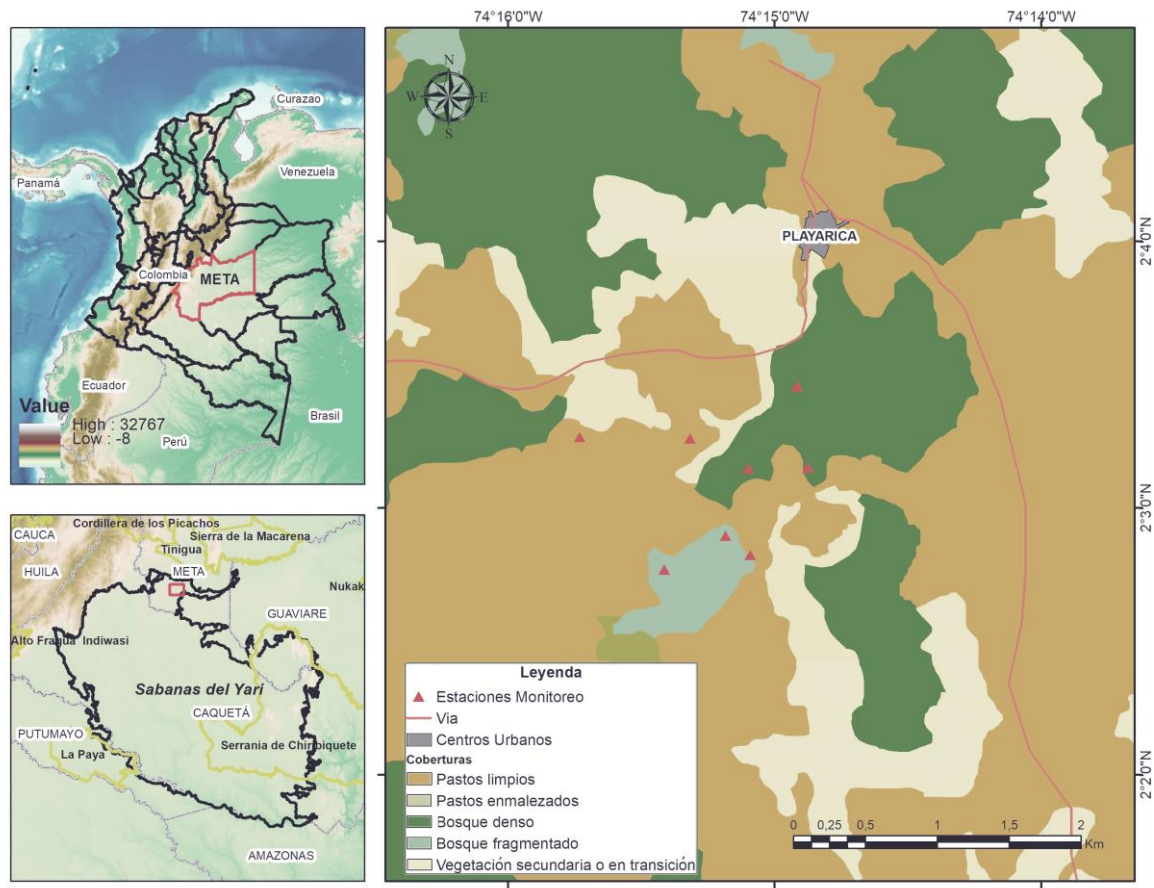 Curazao
Panamá
Venezuela
Colombia
META
Ecuador
Value
High : 32767
Low : -8
Brasil
Perú
Cordillera de los Picachos
CAUCA
Sierra de la Macarena
Tinigua
HUILA
META
Nukak
GUAVIARE
Alto Fragua Indiwasi
Sabanas del Yari
CAQUETÁ
PUTUMAYO
La Paya
Serrania de Chiribiquete
AMAZONAS
74°16'0"W
74°15'0"W
74°14'0"W
N
W
E
S
PLAYARICA
2°4'0"N
2°3'0"N
2°2'0"N
Leyenda
Estaciones Monitoreo
Via
Centros Urbanos
Coberturas
Pastos limpios
Pastos enmalezados
Bosque denso
Bosque fragmentado
Vegetación secundaria o en transición
0 0,25 0,5 1 1,5 2
Km